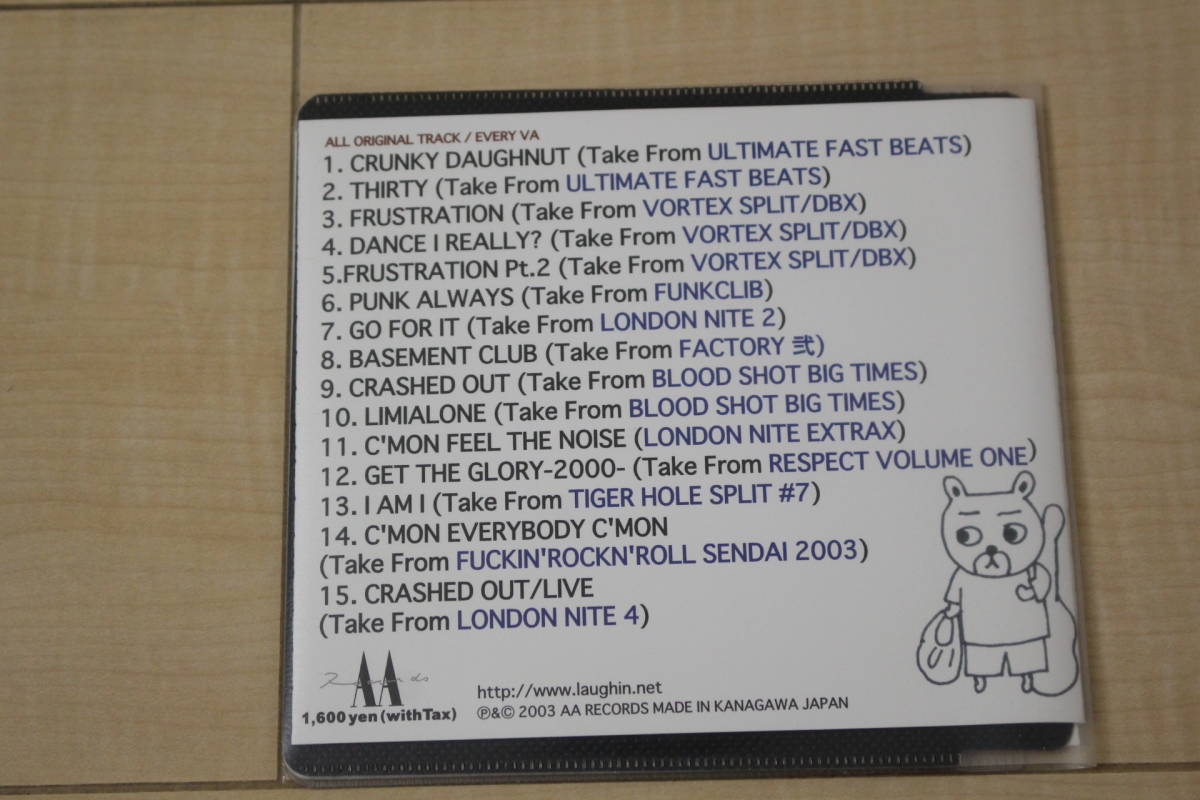 ALL ORIGINAL TRACK / EVERY VA
1. CRUNKY DAUGHNUT (Take From ULTIMATE FAST BEATS)
2. THIRTY (Take From ULTIMATE FAST BEATS)
3. FRUSTRATION (Take From VORTEX SPLIT/DBX)
4. DANCE I REALLY? (Take From VORTEX SPLIT/DBX)
5.FRUSTRATION Pt.2 (Take From VORTEX SPLIT/DBX)
6. PUNK ALWAYS (Take From FUNKCLIB)
7. GO FOR IT (Take From LONDON NITE 2)
8. BASEMENT CLUB (Take From FACTORY 弐)
9. CRASHED OUT (Take From BLOOD SHOT BIG TIMES)
10. LIMIALONE (Take From BLOOD SHOT BIG TIMES)
11. C'MON FEEL THE NOISE (LONDON NITE EXTRAX)
12. GET THE GLORY-2000- (Take From RESPECT VOLUME ONE)
13. I AM I (Take From TIGER HOLE SPLIT #7)
14. C'MON EVERYBODY C'MON
(Take From FUCKIN'ROCKN'ROLL SENDAI 2003)
15. CRASHED OUT/LIVE
(Take From LONDON NITE 4)
AA Records
1,600 yen (with Tax)
http://www.laughin.net
℗&© 2003 AA RECORDS MADE IN KANAGAWA JAPAN